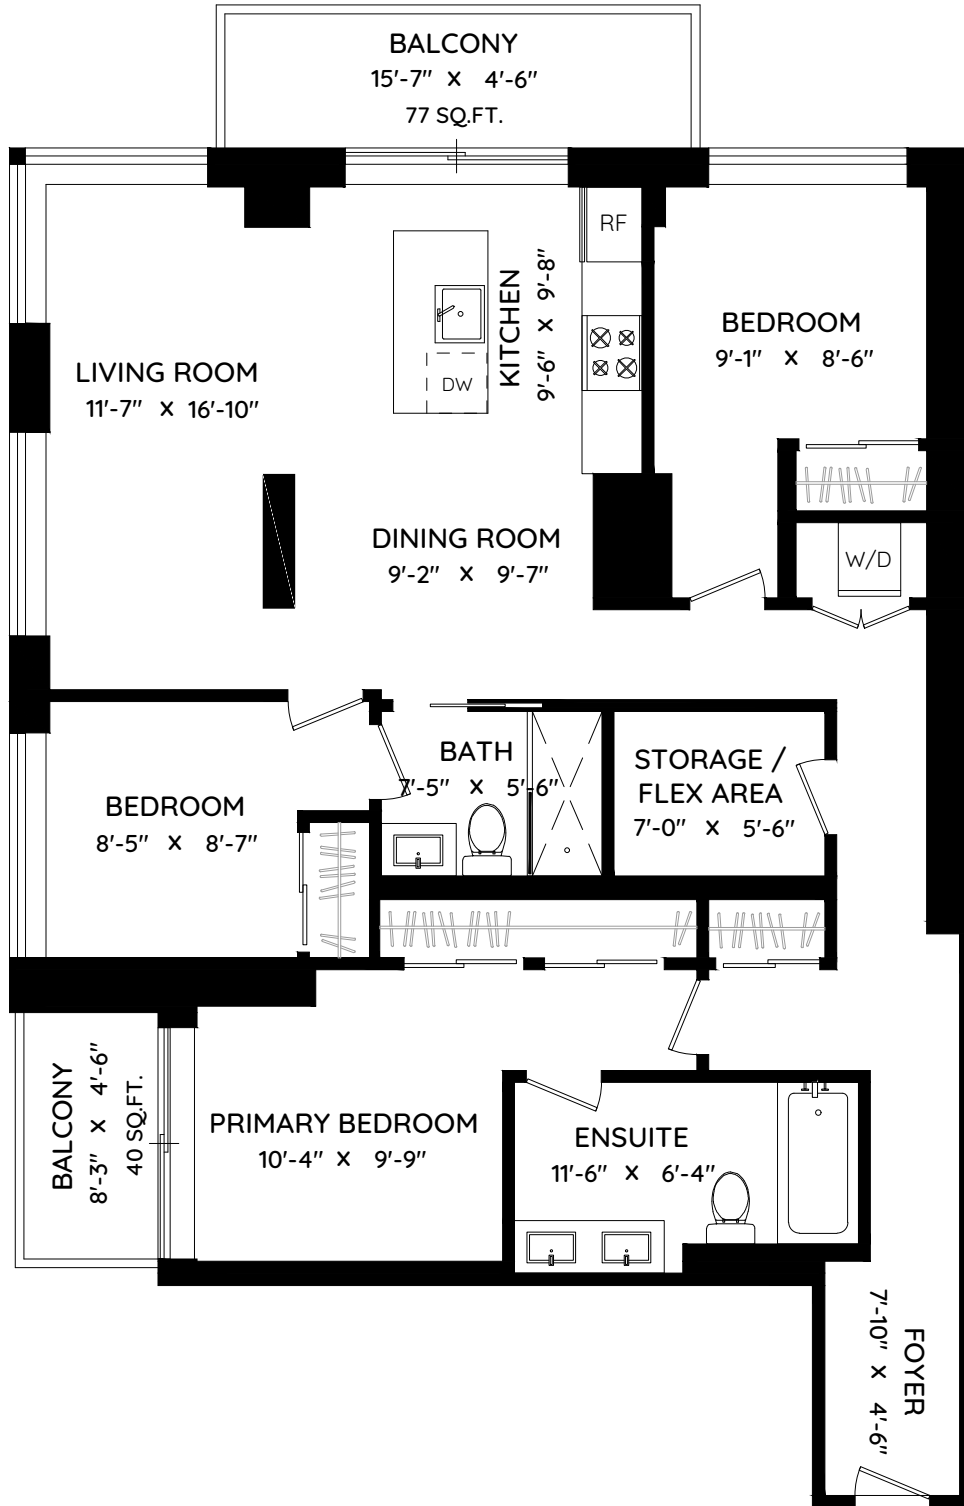 BALCONY
15'-7" X 4'-6"
77 SQ.FT.
RF
KITCHEN
9'-6" X 9'-8"
BEDROOM
9'-1" X 8'-6"
LIVING ROOM
11'-7" X 16'-10"
DW
DINING ROOM
9'-2" X 9'-7"
W/D
BATH
7'-5" X 5'-6"
STORAGE /
FLEX AREA
7'-0" X 5'-6"
BEDROOM
8'-5" X 8'-7"
BALCONY
8'-3" X 4'-6"
40 SQ.FT.
PRIMARY BEDROOM
10'-4" X 9'-9"
ENSUITE
11'-6" X 6'-4"
FOYER
7'-10" X 4'-6"